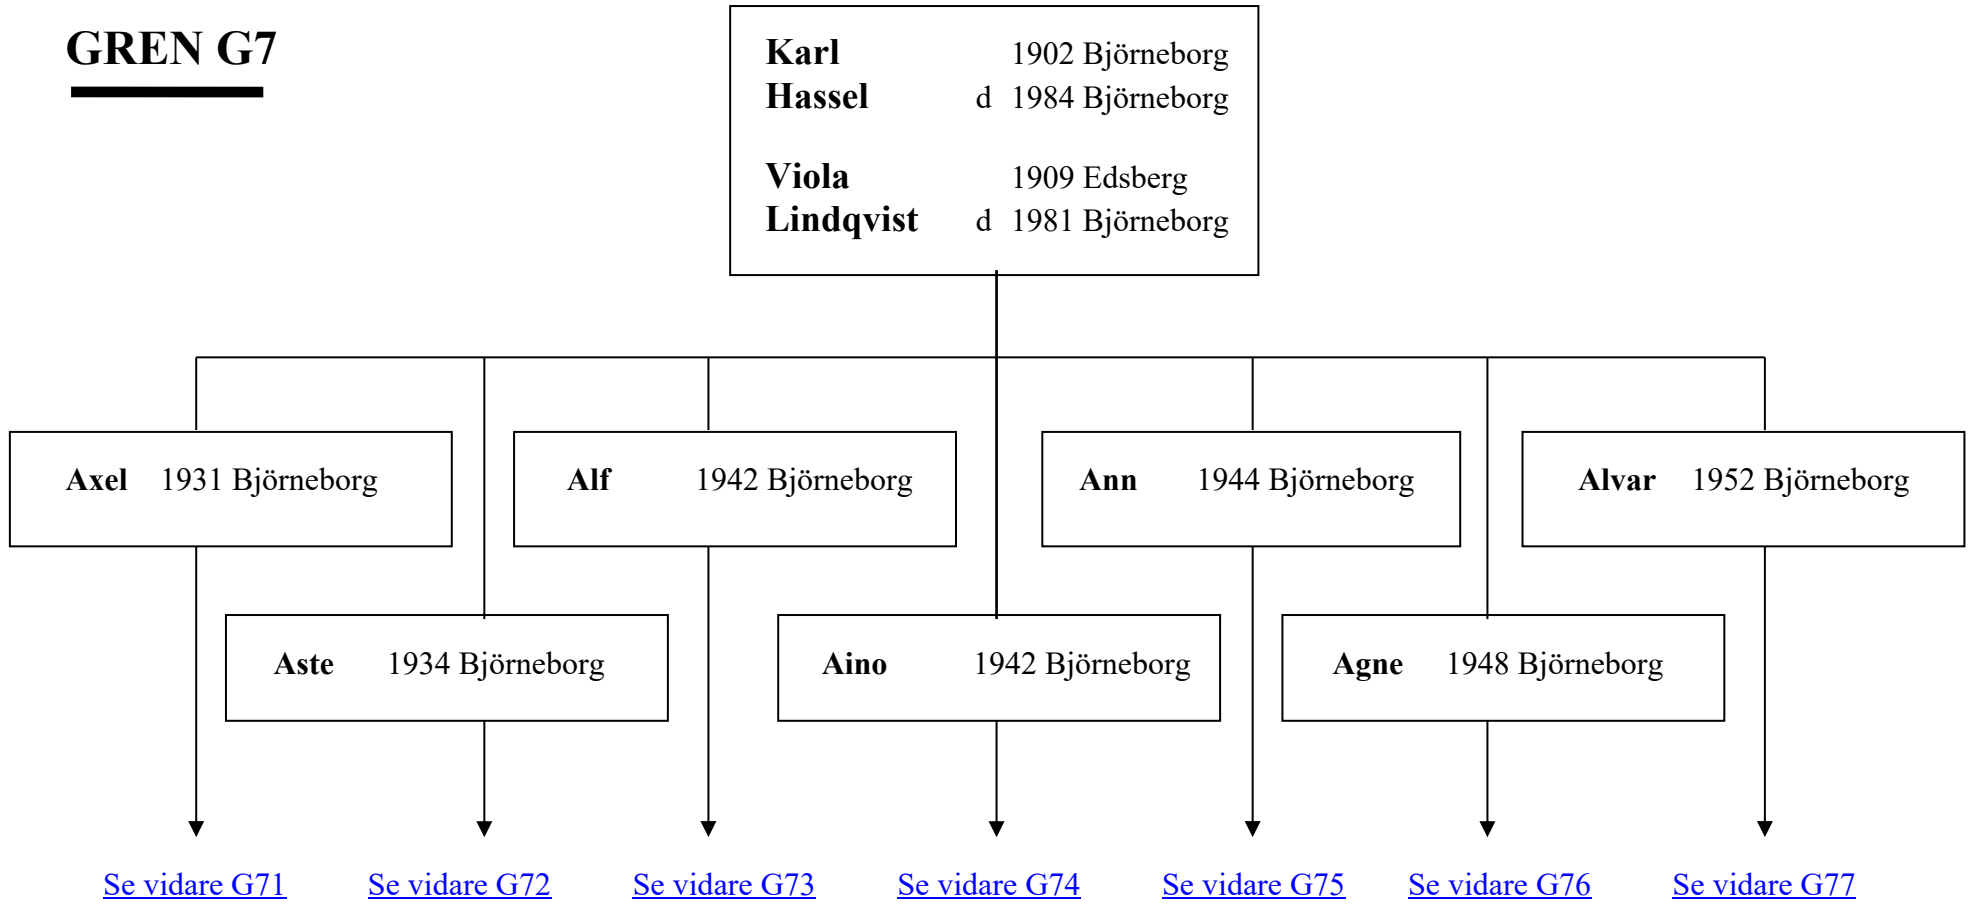 GREN G7
Karl 1902 Björneborg
Hassel d 1984 Björneborg
Viola 1909 Edsberg
Lindqvist d 1981 Björneborg
Axel 1931 Björneborg
Alf 1942 Björneborg
Ann 1944 Björneborg
Alvar 1952 Björneborg
Aste 1934 Björneborg
Aino 1942 Björneborg
Agne 1948 Björneborg
Se vidare G71
Se vidare G72
Se vidare G73
Se vidare G74
Se vidare G75
Se vidare G76
Se vidare G77